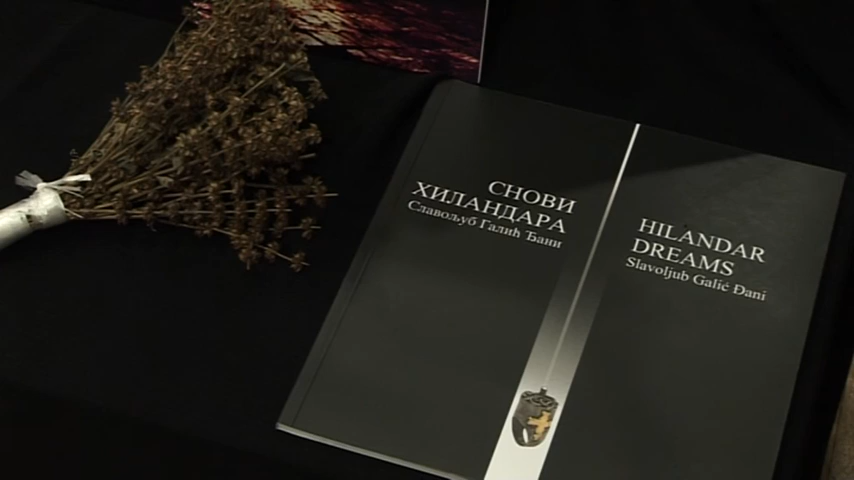 СНОВИ
ХИЛАНДАРА
Славољуб Галић Ђани
HILANDAR
DREAMS
Slavoljub Galić Đani